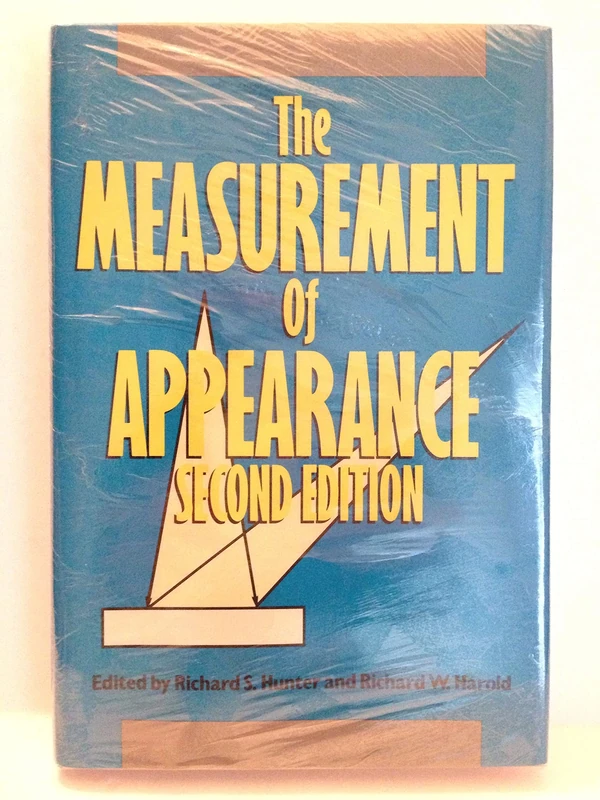 The
MEASUREMENT
Of
APPEARANCE
SECOND EDITION
Edited by Richard S. Hunter and Richard W. Harold